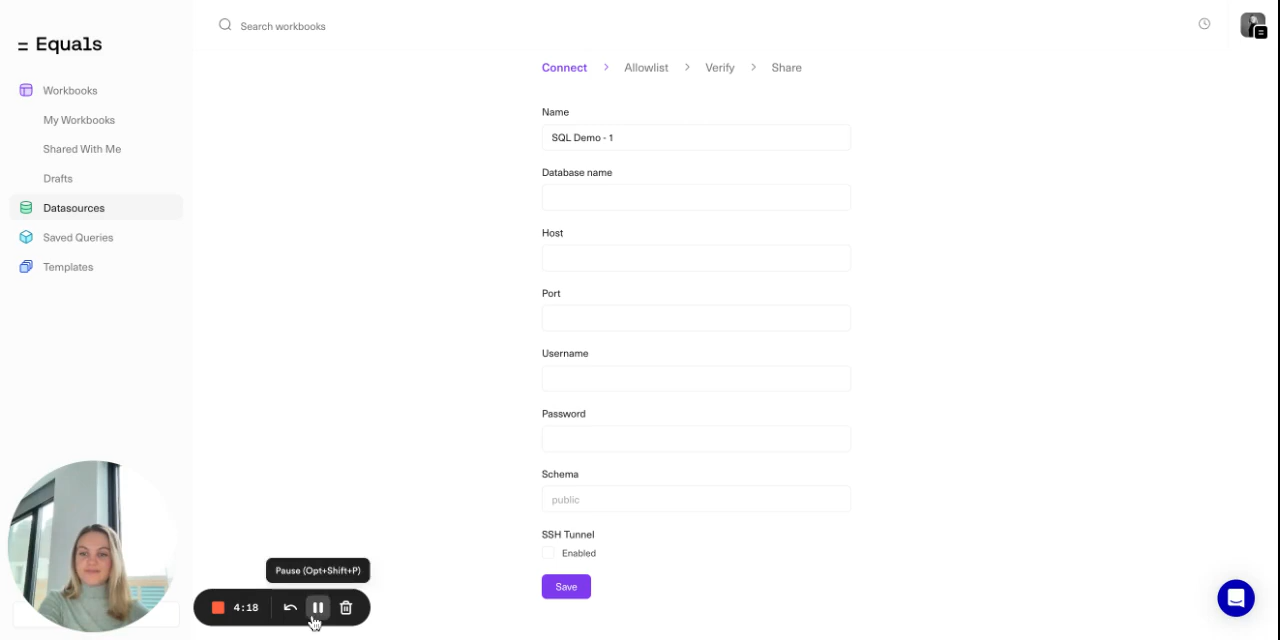 Equals
Search workbooks
Workbooks
My Workbooks
Shared With Me
Drafts
Datasources
Saved Queries
Templates
Connect > Allowlist > Verify > Share
Name
SQL Demo - 1
Database name
Host
Port
Username
Password
Schema
public
SSH Tunnel
Enabled
Save
Pause (Opt+Shift+P)
4:18